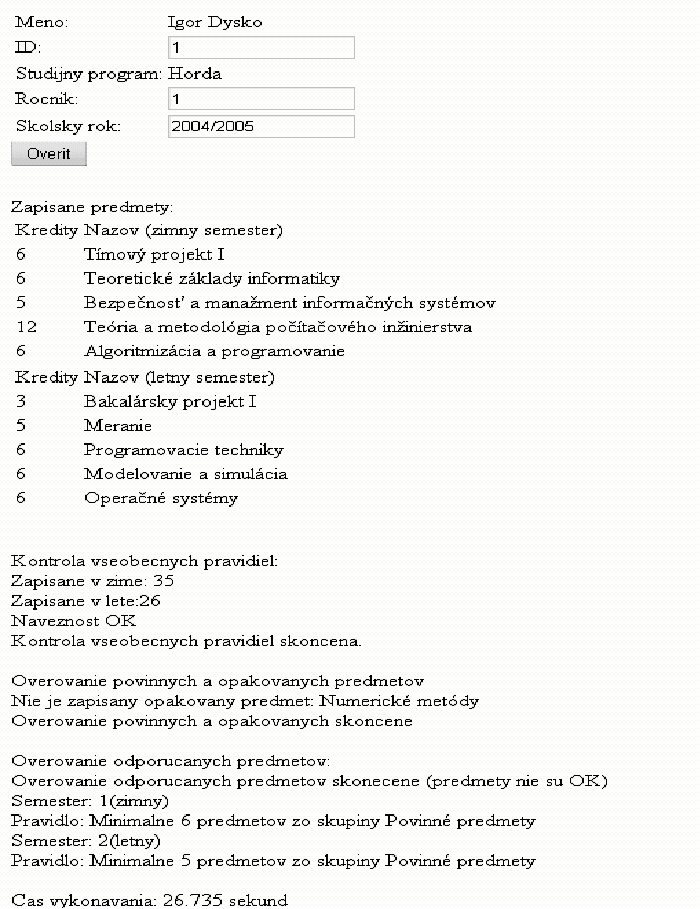 Meno: Igor Dysko
ID: 1
Studijny program: Horda
Rocnik: 1
Skolsky rok: 2004/2005
Overit
Zapisane predmety:
Kredity Nazov (zimny semester)
6 Tímový projekt I
6 Teoretické základy informatiky
5 Bezpečnosť a manažment informačných systémov
12 Teória a metodológia počítačového inžinierstva
6 Algoritmizácia a programovanie
Kredity Nazov (letny semester)
3 Bakalársky projekt I
5 Meranie
6 Programovacie techniky
6 Modelovanie a simulácia
6 Operačné systémy
Kontrola vseobecnych pravidiel:
Zapisane v zime: 35
Zapisane v lete:26
Naveznost OK
Kontrola vseobecnych pravidiel skoncena.
Overovanie povinnych a opakovanych predmetov
Nie je zapisany opakovany predmet: Numerické metódy
Overovanie povinnych a opakovanych skoncene
Overovanie odporucanych predmetov:
Overovanie odporucanych predmetov skonecene (predmety nie su OK)
Semester: 1(zimny)
Pravidlo: Minimalne 6 predmetov zo skupiny Povinné predmety
Semester: 2(letny)
Pravidlo: Minimalne 5 predmetov zo skupiny Povinné predmety
Cas vykonavania: 26.735 sekund